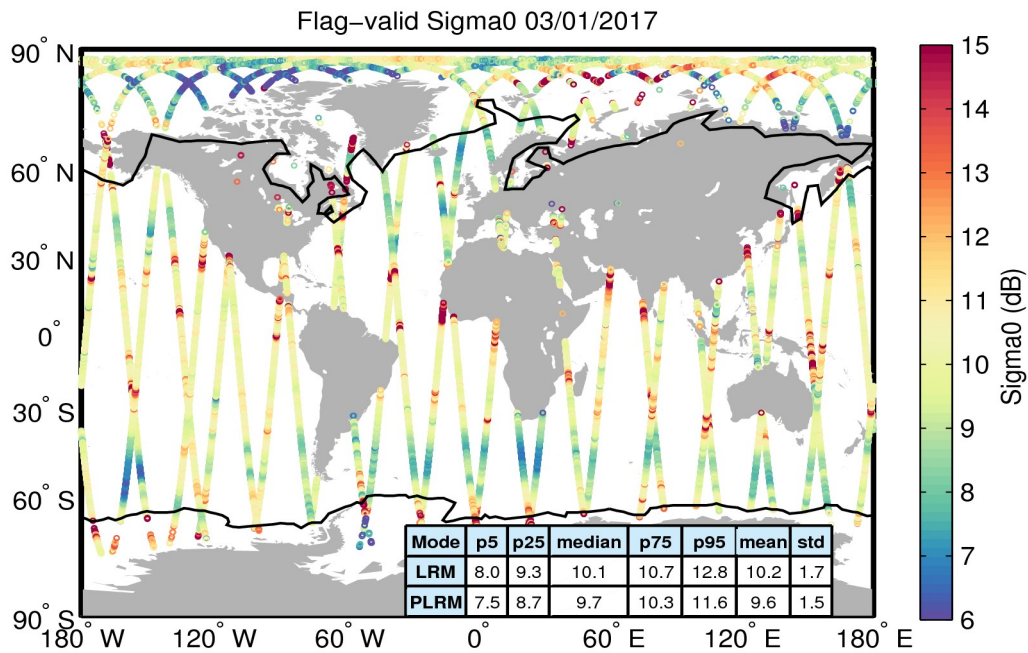 Flag−valid Sigma0 03/01/2017
90° N
60° N
30° N
0°
30° S
60° S
90° S
180° W
120° W
60° W
0°
60° E
120° E
180° E
Mode p5 p25 median p75 p95 mean std
LRM 8.0 9.3 10.1 10.7 12.8 10.2 1.7
PLRM 7.5 8.7 9.7 10.3 11.6 9.6 1.5
15
14
13
12
11
10
9
8
7
6
Sigma0 (dB)